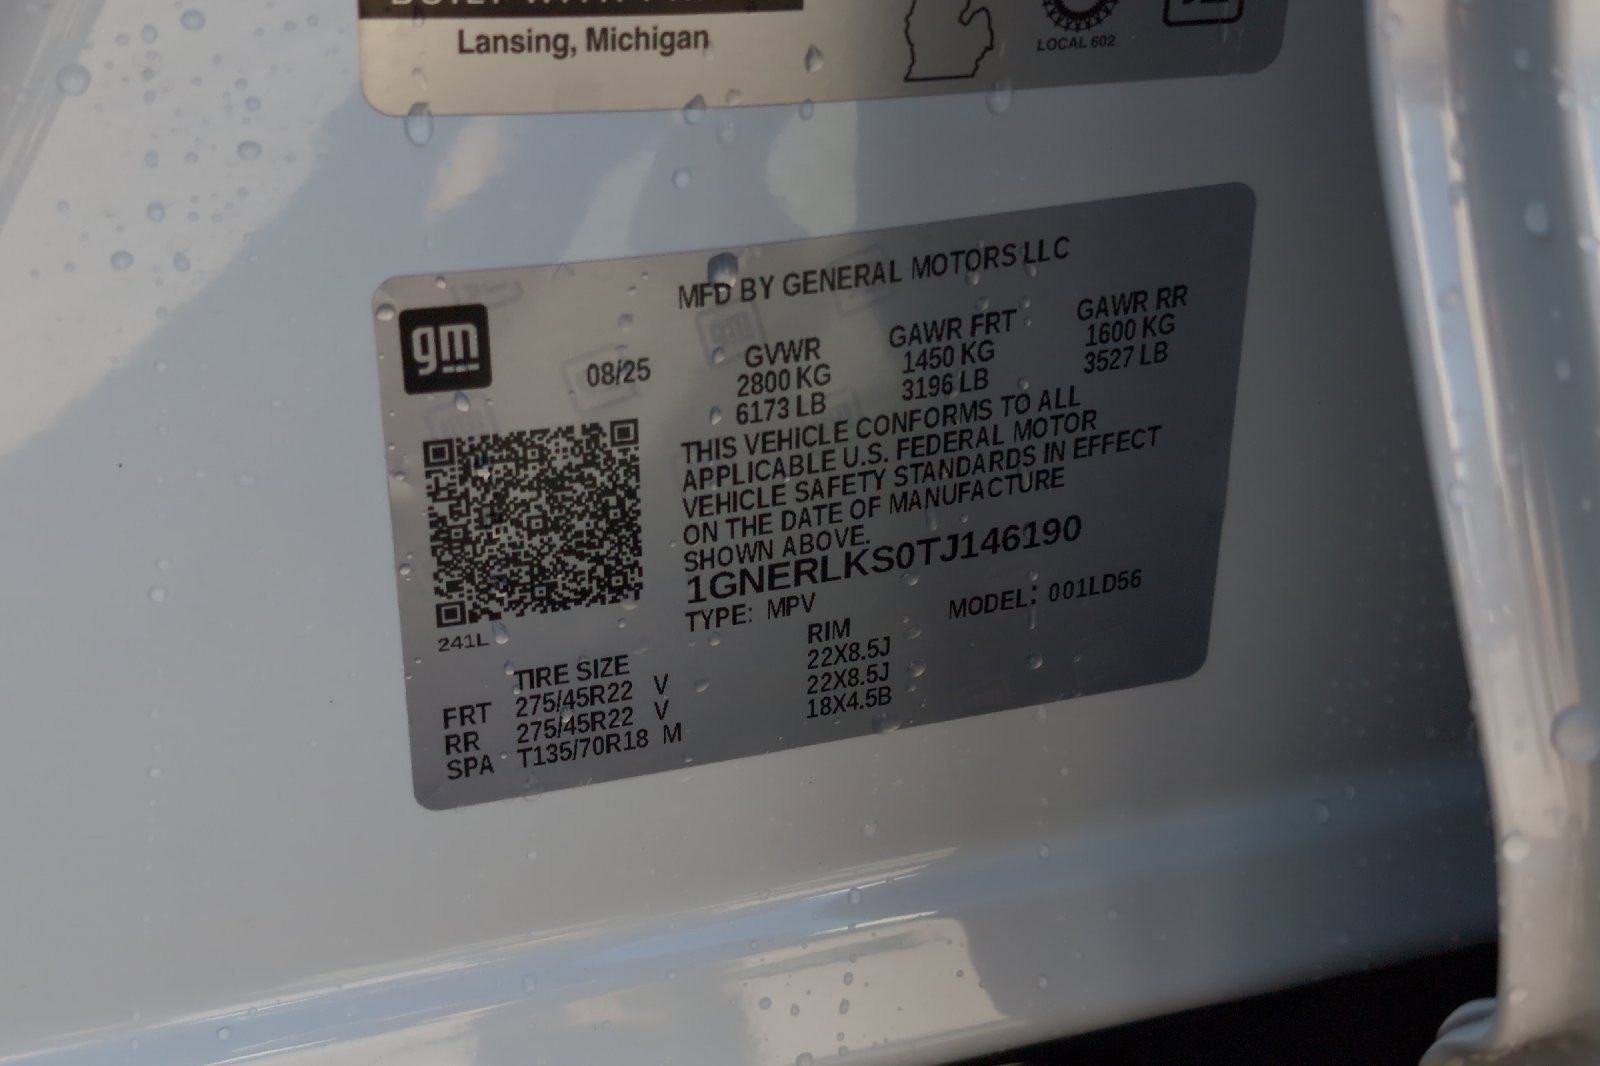 Lansing, Michigan
LOCAL 602
gm
MFD BY GENERAL MOTORS LLC
08/25
GVWR GAWR FRT GAWR RR
2800 KG 1450 KG 1600 KG
6173 LB 3196 LB 3527 LB
THIS VEHICLE CONFORMS TO ALL
APPLICABLE U.S. FEDERAL MOTOR
VEHICLE SAFETY STANDARDS IN EFFECT
ON THE DATE OF MANUFACTURE
SHOWN ABOVE.
1GNERLKS0TJ146190
TYPE: MPV MODEL: 001LD56
241L
TIRE SIZE RIM
FRT 275/45R22 V 22X8.5J
RR 275/45R22 V 22X8.5J
SPA T135/70R18 M 18X4.5B